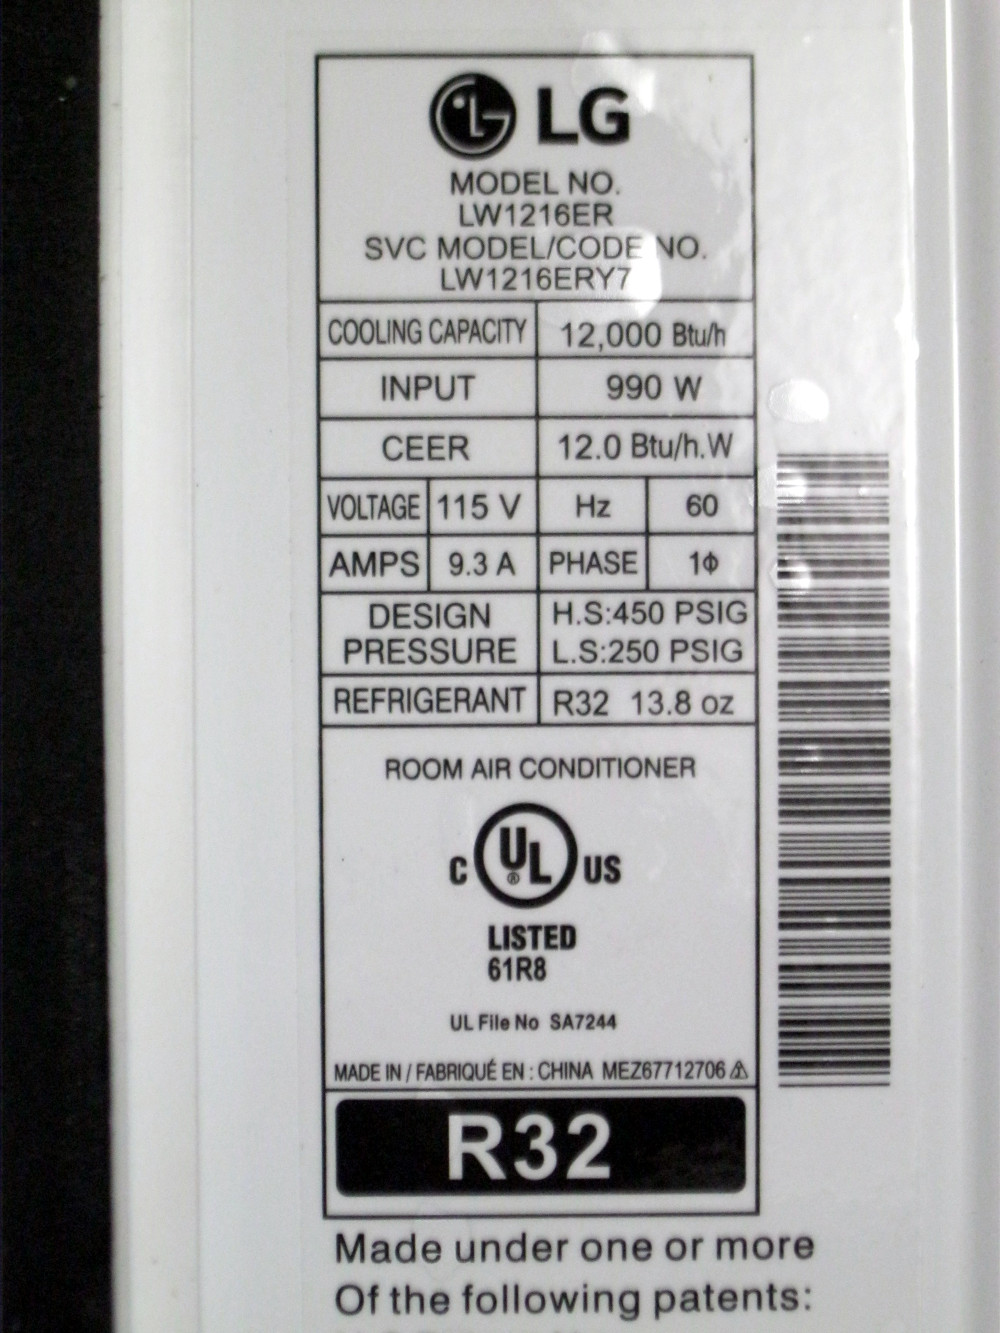 LG
MODEL NO.
LW1216ER
SVC MODEL/CODE NO.
LW1216ERY7
COOLING CAPACITY 12,000 Btu/h
INPUT 990 W
CEER 12.0 Btu/h.W
VOLTAGE 115 V Hz 60
AMPS 9.3 A PHASE 1Φ
DESIGN PRESSURE H.S:450 PSIG
L.S:250 PSIG
REFRIGERANT R32 13.8 oz
ROOM AIR CONDITIONER
C UL ® US
LISTED
61R8
UL File No SA7244
MADE IN / FABRIQUÉ EN : CHINA MEZ67712706
R32
Made under one or more
Of the following patents: